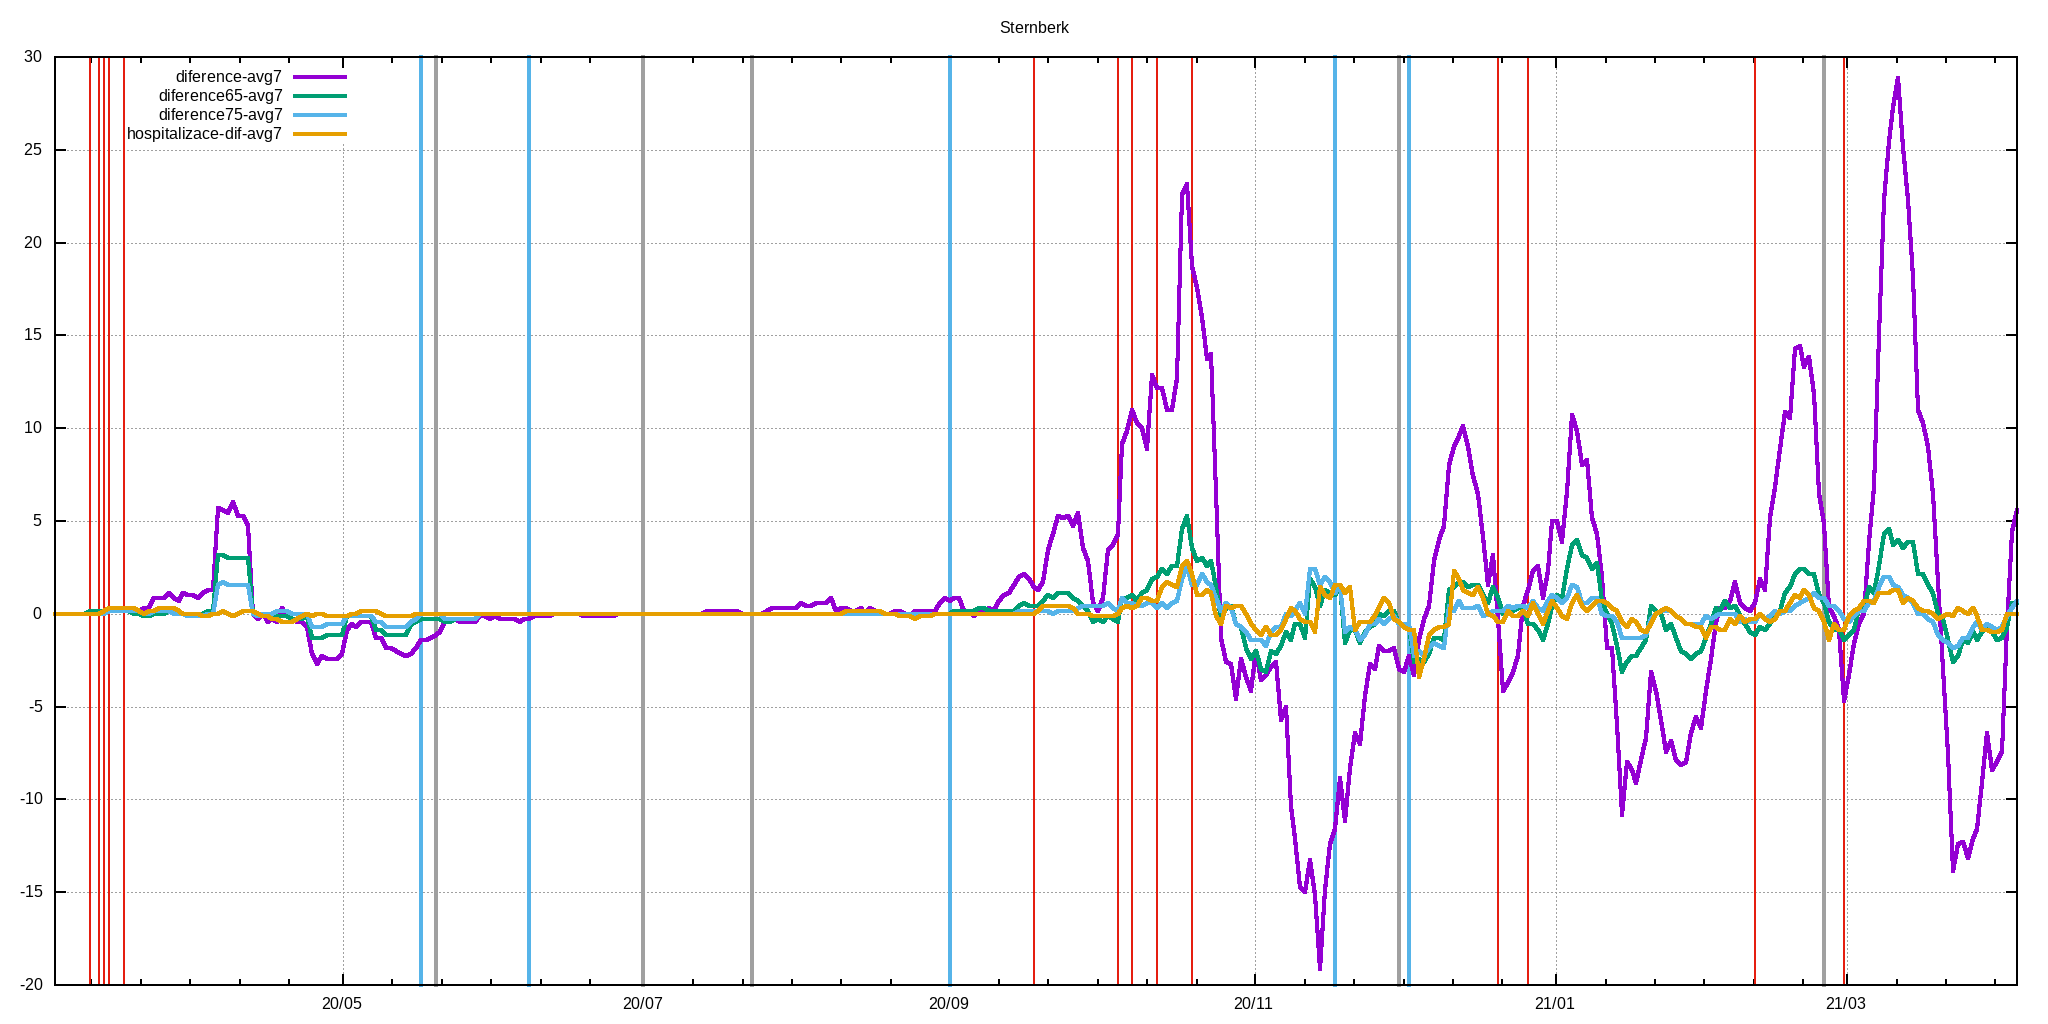 Sternberk
diference-avg7
diference65-avg7
diference75-avg7
hospitalizace-dif-avg7
30
25
20
15
10
5
0
-5
-10
-15
-20
20/05 20/07 20/09 20/11 21/01 21/03